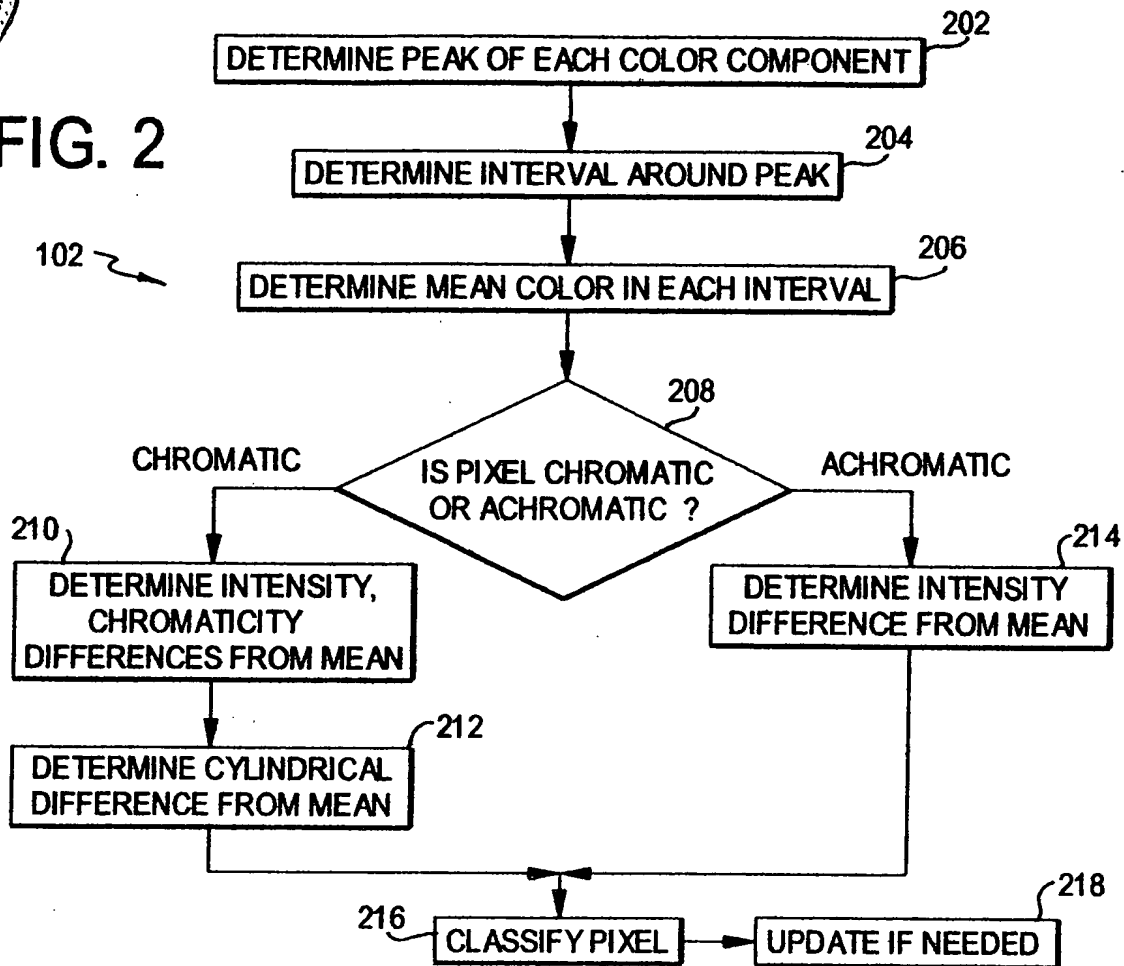 202
DETERMINE PEAK OF EACH COLOR COMPONENT
FIG. 2
204
DETERMINE INTERVAL AROUND PEAK
102
206
DETERMINE MEAN COLOR IN EACH INTERVAL
208
CHROMATIC
IS PIXEL CHROMATIC
OR ACHROMATIC ?
ACHROMATIC
210
DETERMINE INTENSITY,
CHROMATICITY
DIFFERENCES FROM MEAN
214
DETERMINE INTENSITY
DIFFERENCE FROM MEAN
212
DETERMINE CYLINDRICAL
DIFFERENCE FROM MEAN
216
CLASSIFY PIXEL
218
UPDATE IF NEEDED